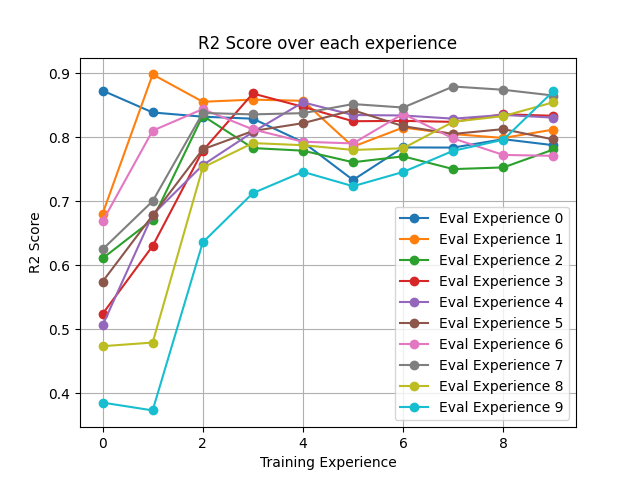 R2 Score over each experience
R2 Score
0.9
0.8
0.7
0.6
0.5
0.4
0 2 4 6 8
Training Experience
Eval Experience 0
Eval Experience 1
Eval Experience 2
Eval Experience 3
Eval Experience 4
Eval Experience 5
Eval Experience 6
Eval Experience 7
Eval Experience 8
Eval Experience 9